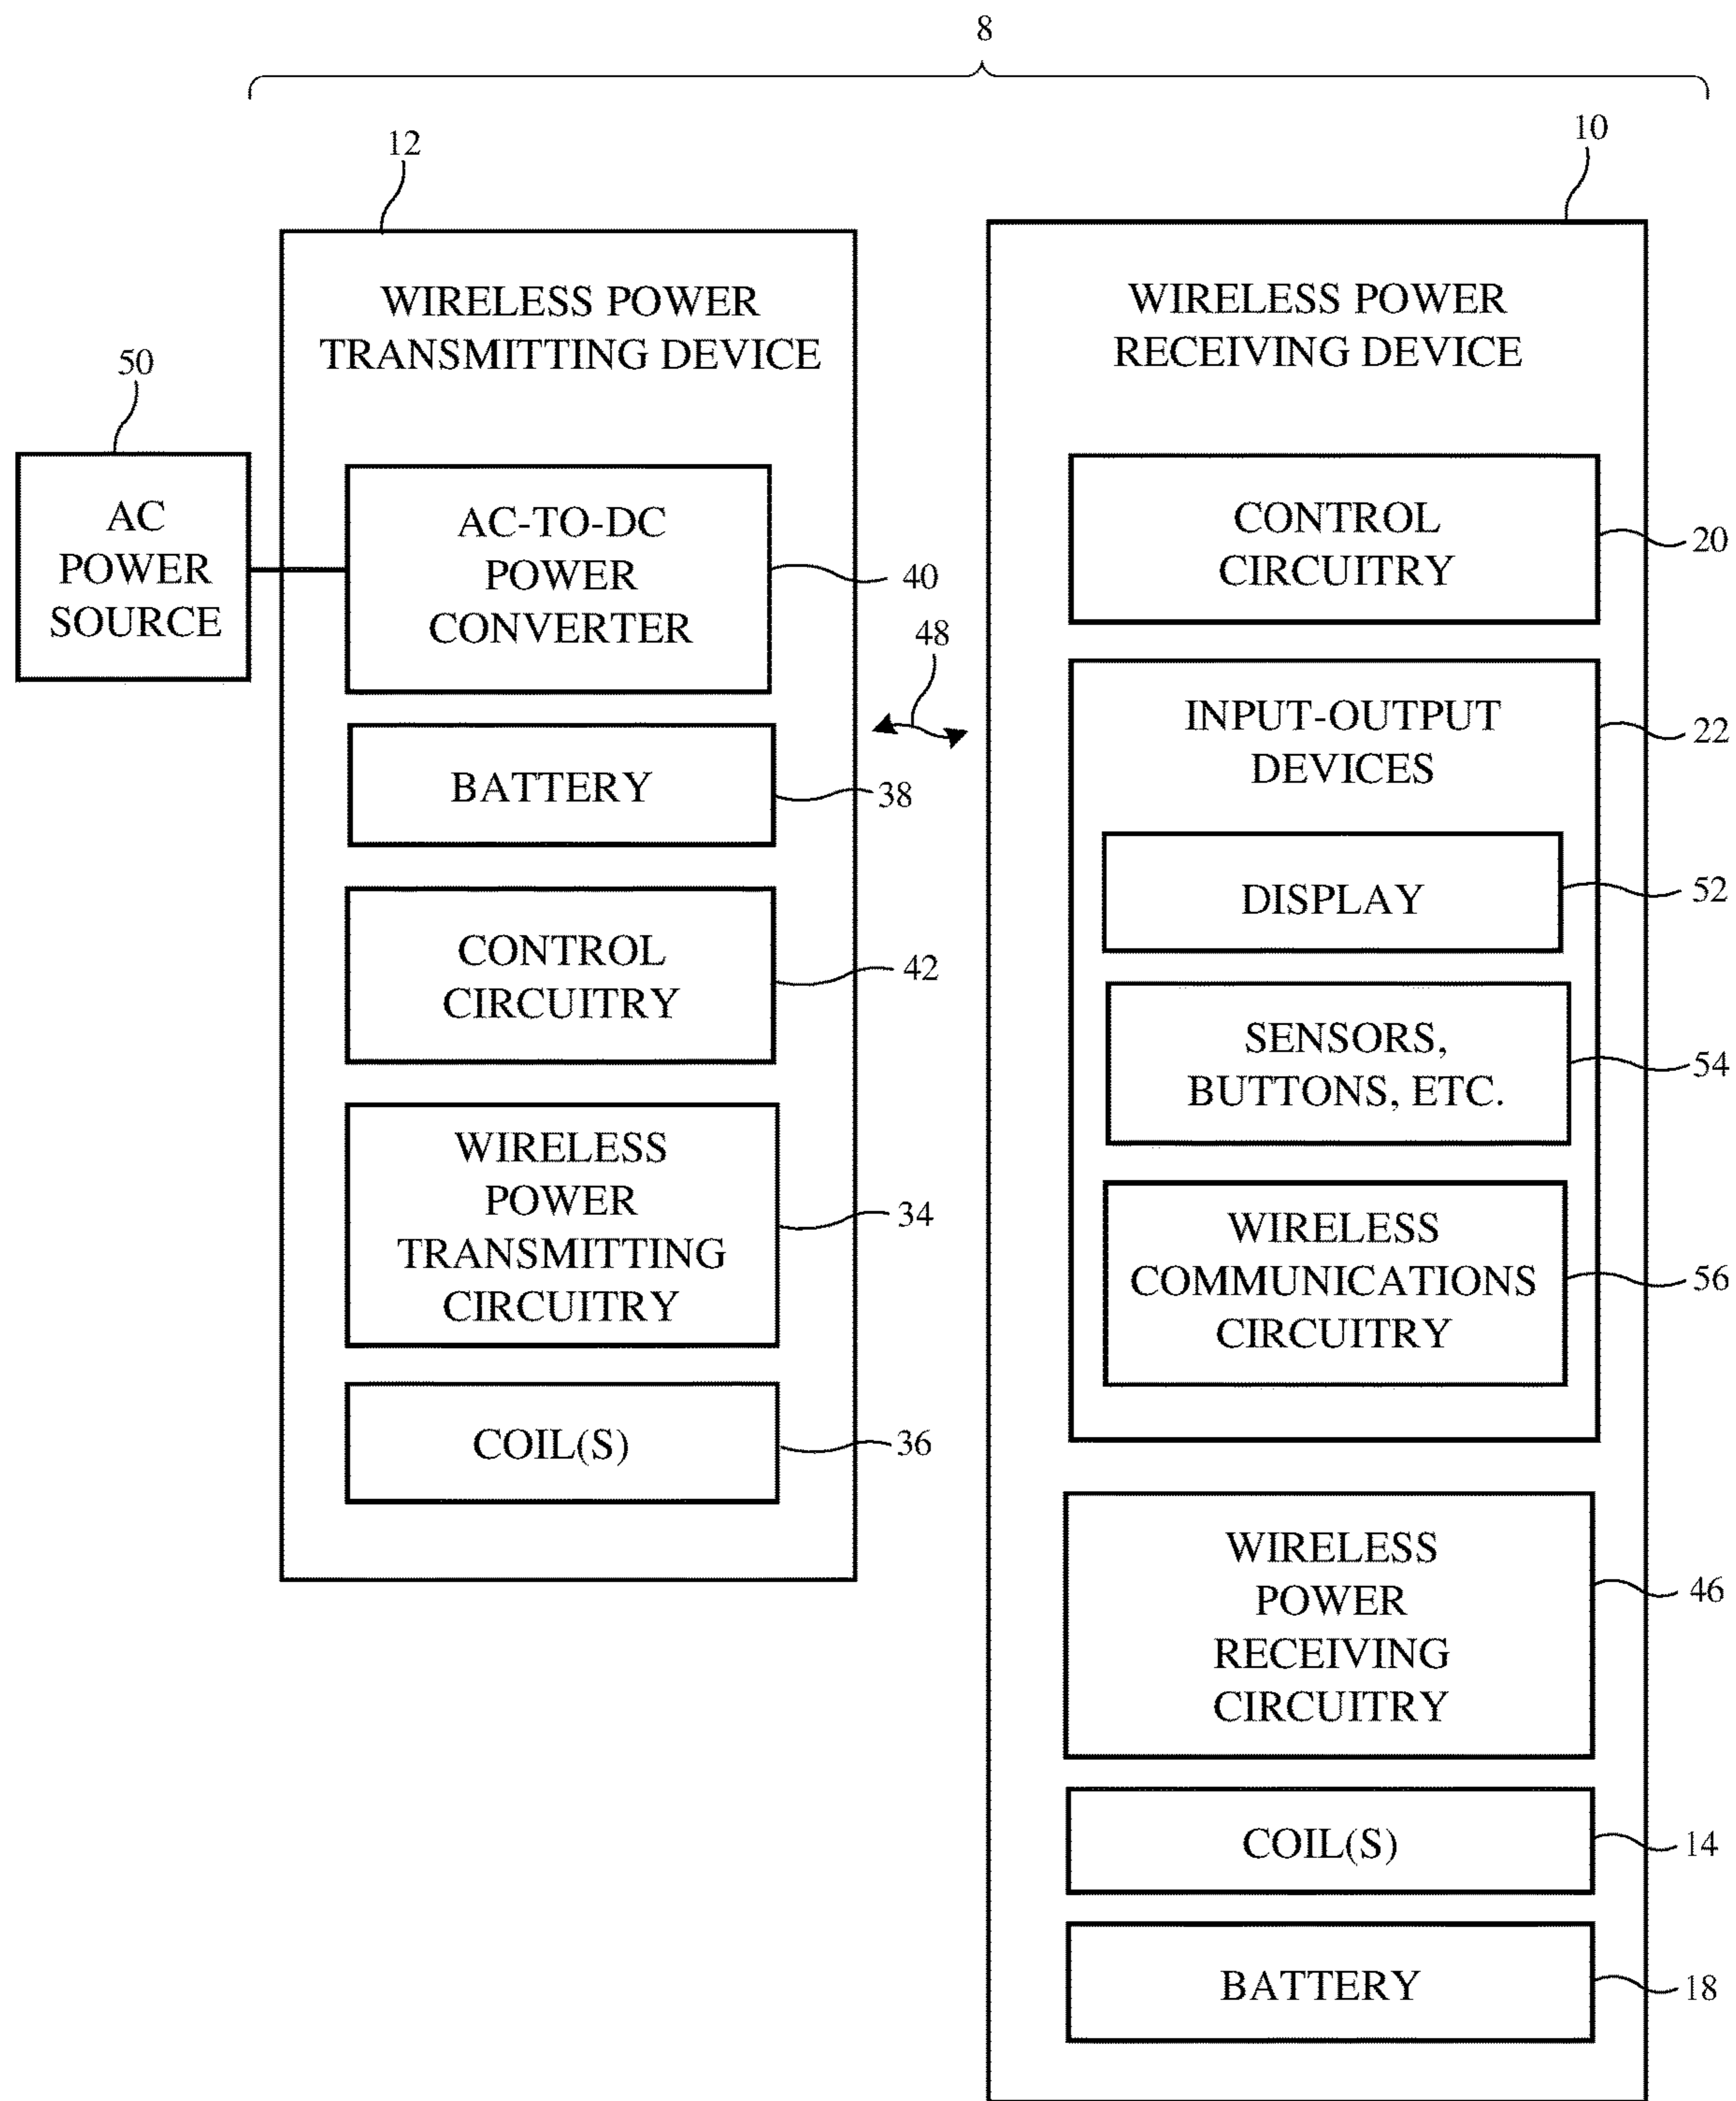 8
12
10
WIRELESS POWER
TRANSMITTING DEVICE
50
AC
POWER
SOURCE
AC-TO-DC
POWER
CONVERTER
40
48
BATTERY
38
CONTROL
CIRCUITRY
42
WIRELESS
POWER
TRANSMITTING
CIRCUITRY
34
COIL(S)
36
WIRELESS POWER
RECEIVING DEVICE
CONTROL
CIRCUITRY
20
INPUT-OUTPUT
DEVICES
22
DISPLAY
52
SENSORS,
BUTTONS, ETC.
54
WIRELESS
COMMUNICATIONS
CIRCUITRY
56
WIRELESS
POWER
RECEIVING
CIRCUITRY
46
COIL(S)
14
BATTERY
18